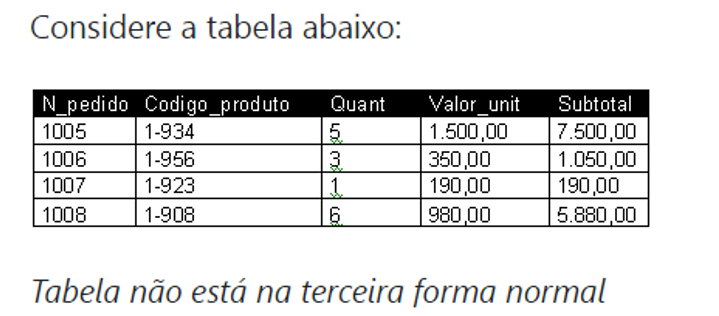 Considere a tabela abaixo:
N_pedido Codigo_produto Quant Valor_unit Subtotal
1005 1-934 5 1.500,00 7.500,00
1006 1-956 3 350,00 1.050,00
1007 1-923 1 190,00 190,00
1008 1-908 6 980,00 5.880,00
Tabela não está na terceira forma normal